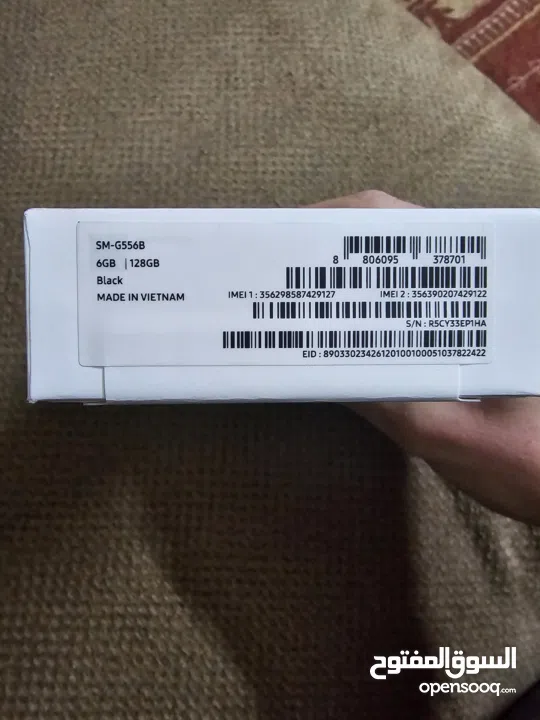 SM-G556B
6GB | 128GB
Black
MADE IN VIETNAM
8 806095 378701
IMEI 1 : 356298587429127 IMEI 2 : 356390207429122
S/N : R5CY33EP1HA
EID : 89033023426120100100051037822422
السوق المفتوح
opensooq.com